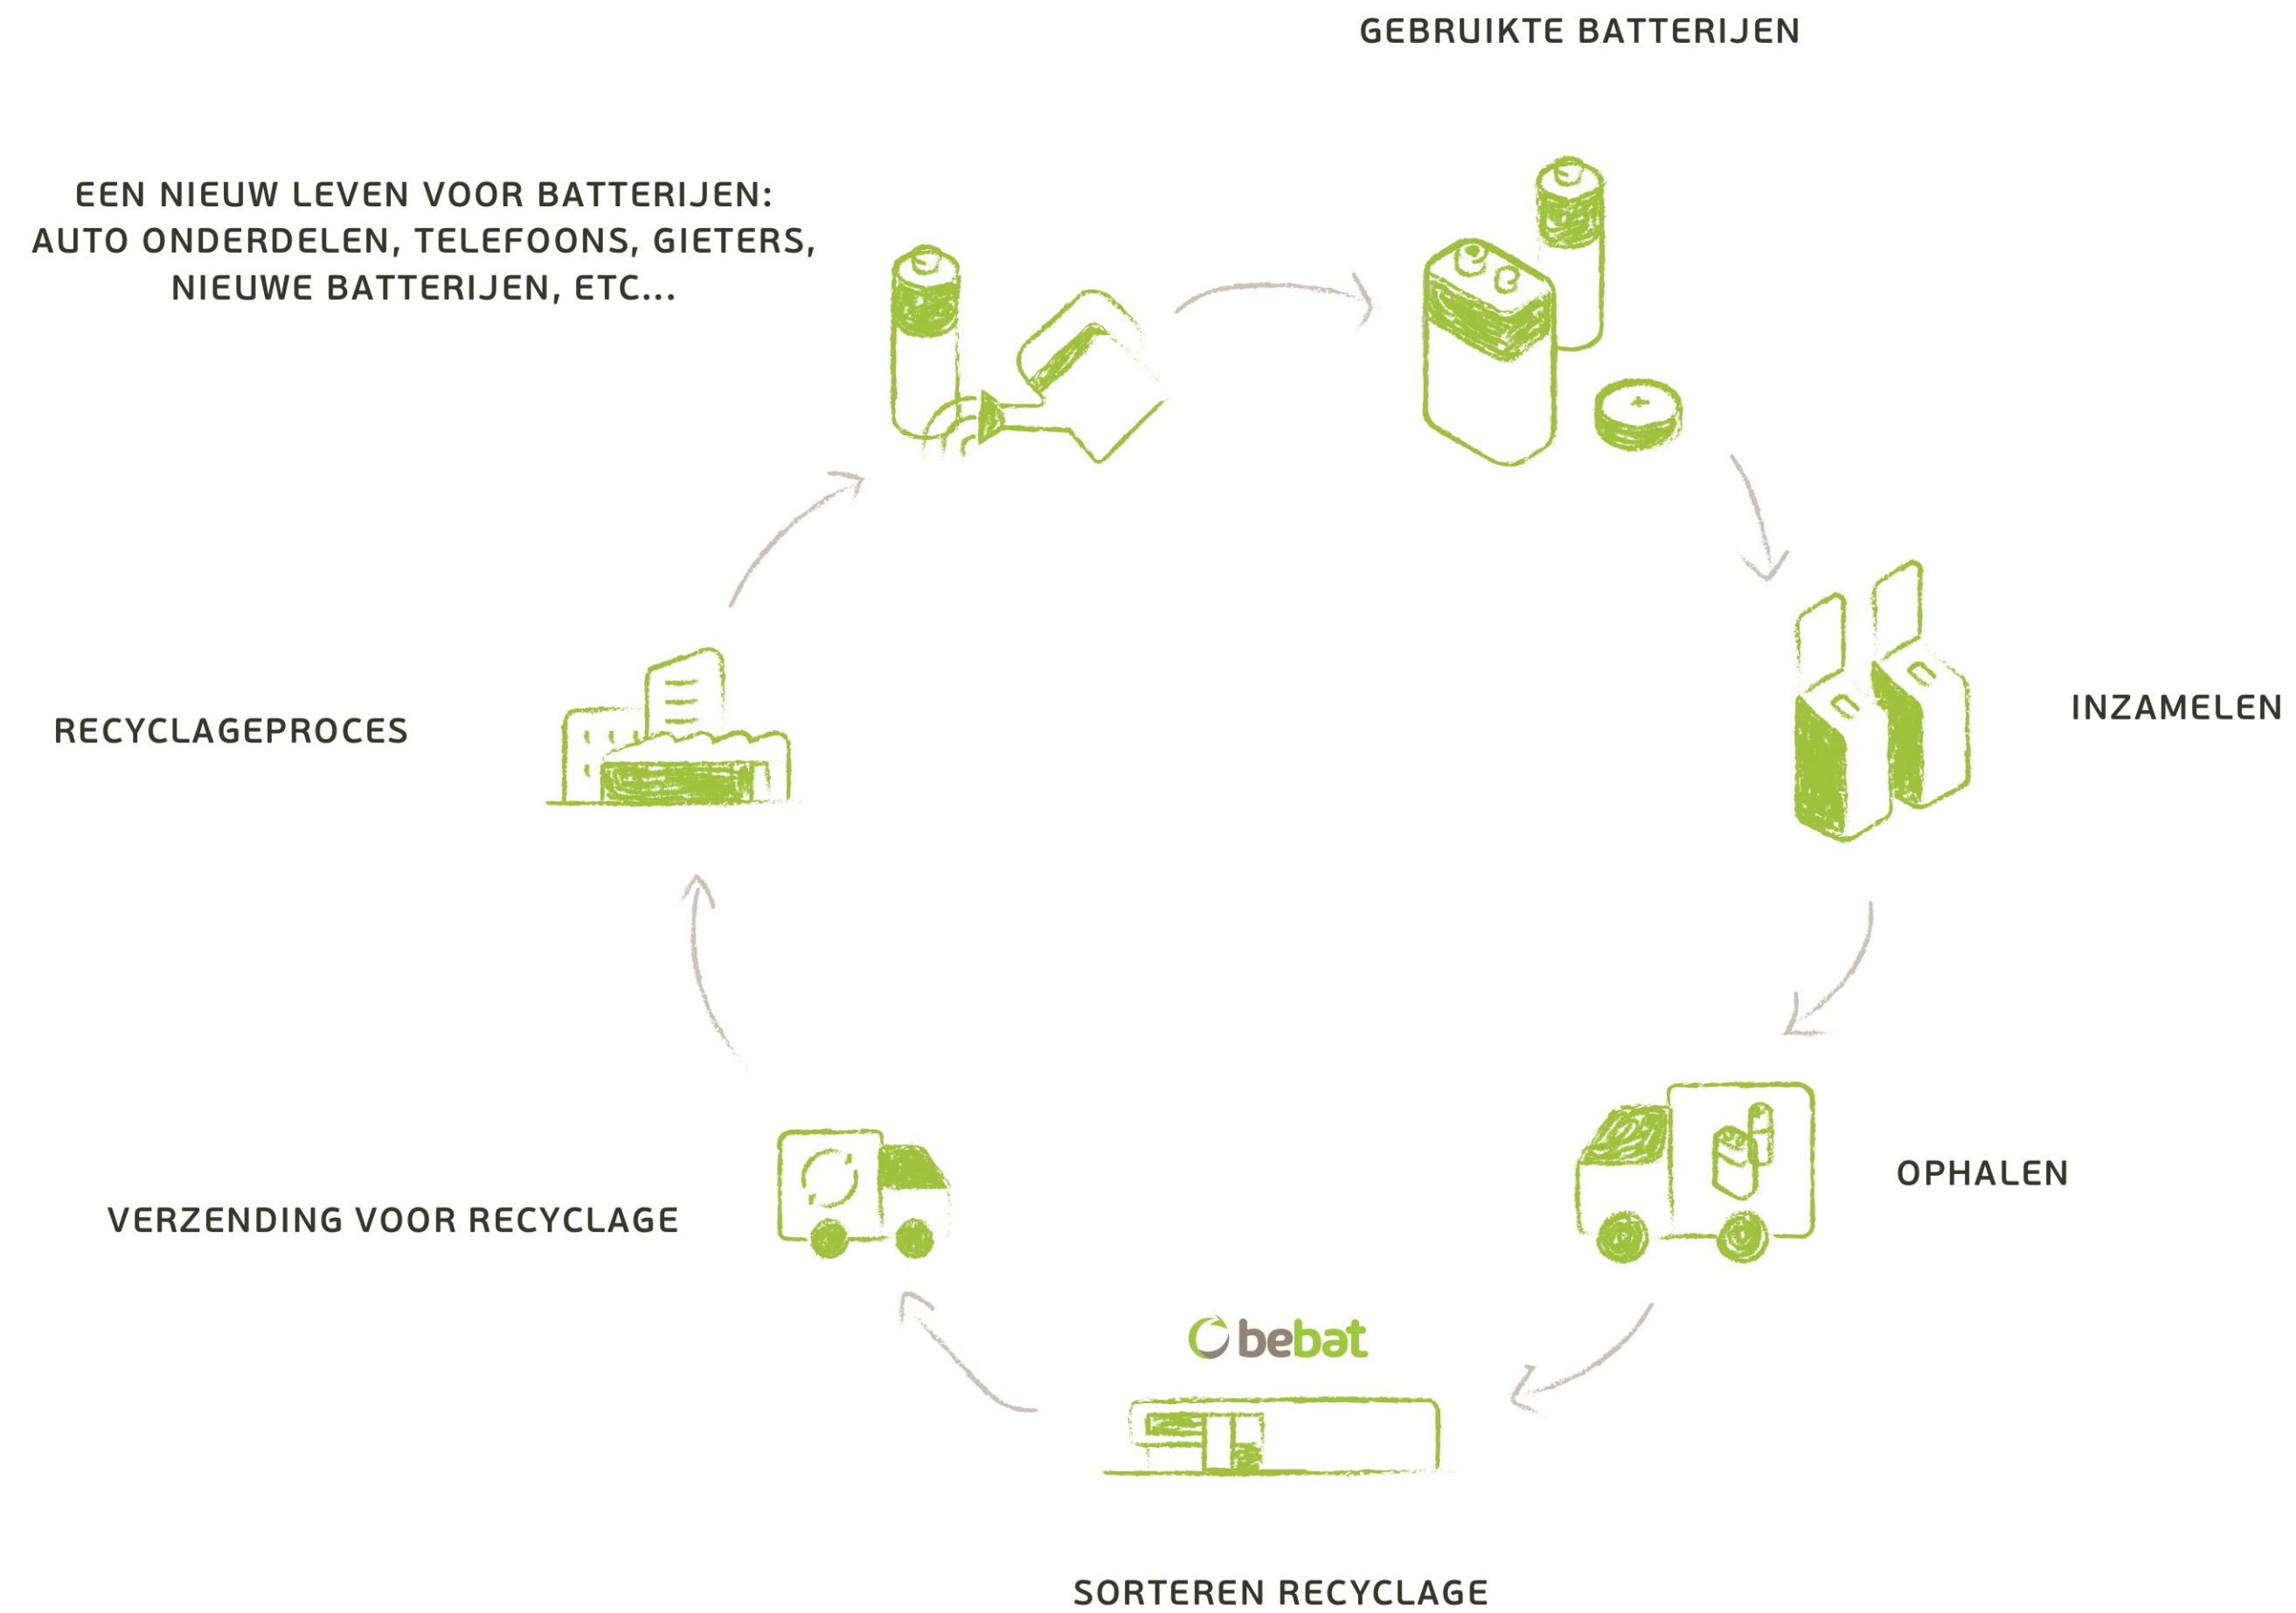 GEBRUIKTE BATTERIJEN
EEN NIEUW LEVEN VOOR BATTERIJEN:
AUTO ONDERDELEN, TELEFOONS, GIETERS,
NIEUWE BATTERIJEN, ETC...
INZAMELEN
RECYCLAGEPROCES
OPHALEN
VERZENDING VOOR RECYCLAGE
bebat
SORTEREN RECYCLAGE